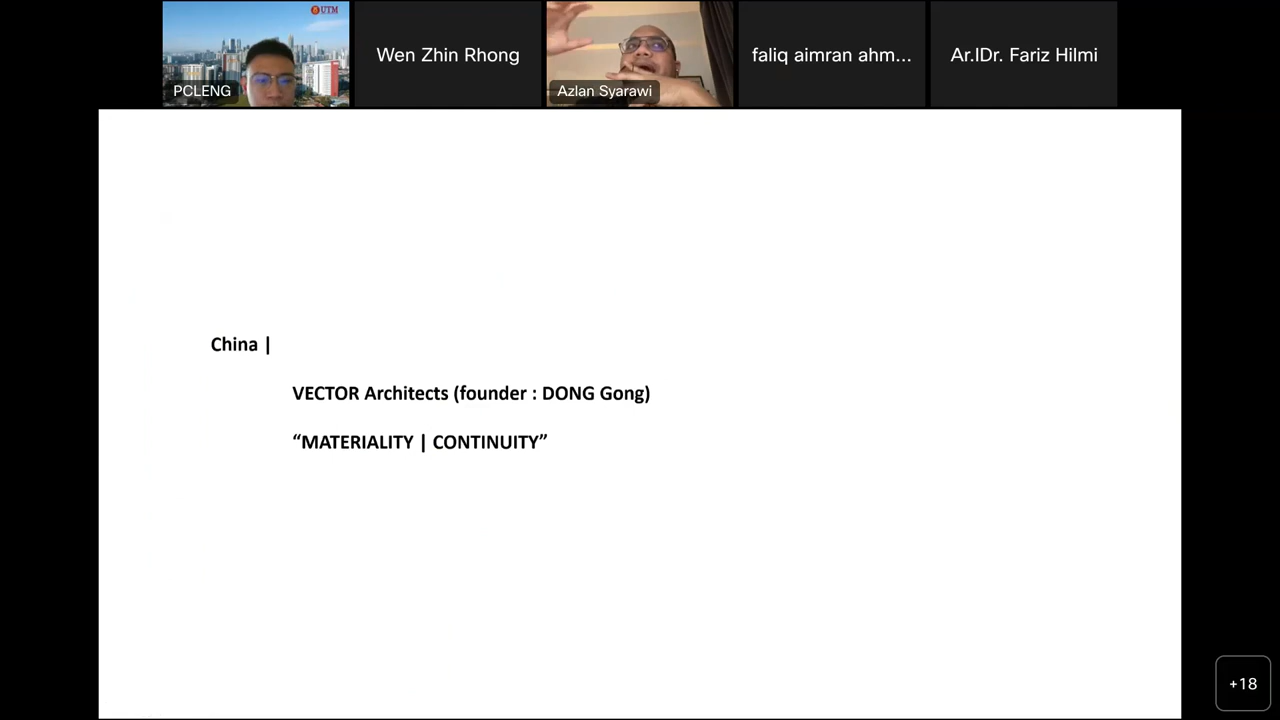 UTM
PCLENG
Wen Zhin Rhong
Azlan Syarawi
faliq aimran ahm...
Ar.IDr. Fariz Hilmi
China |
VECTOR Architects (founder : DONG Gong)
“MATERIALITY | CONTINUITY”
+18